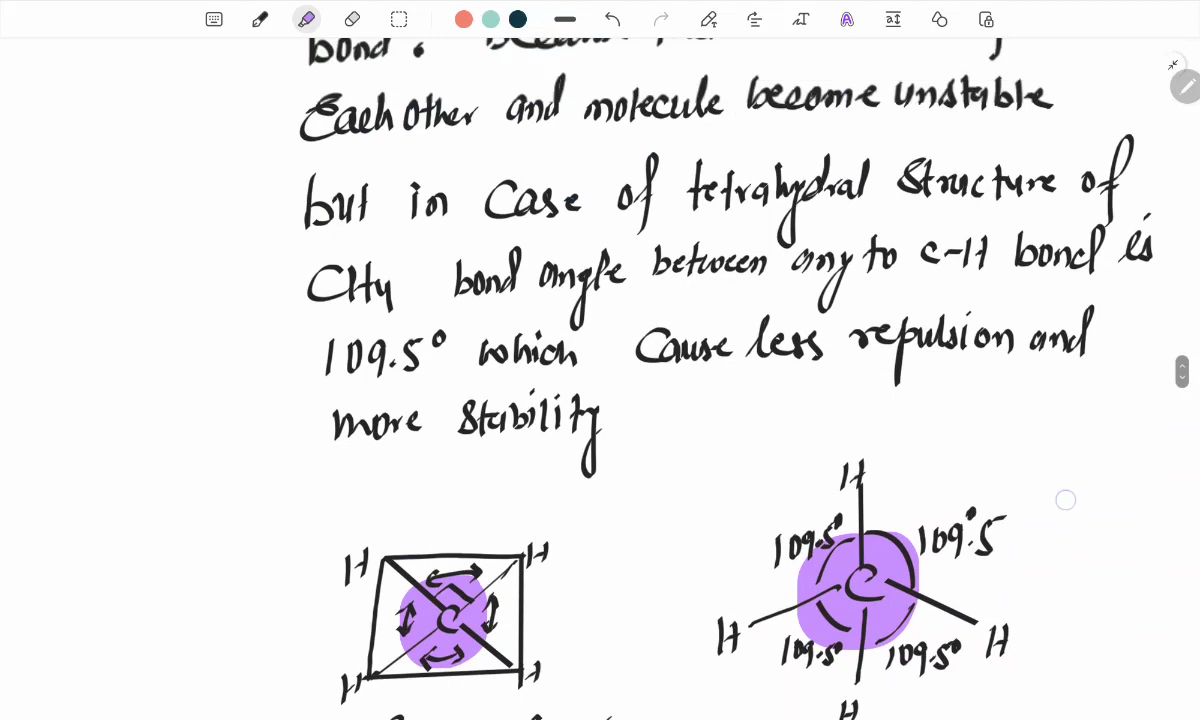 bond.
Each other and molecule become unstable
but in Case of tetrahydral Structure of
CH4 bond angle between any to C-H bond is
109.5° which Cause less repulsion and
more stability
H
109.5° 109.5°
H H
C C
H H
109.5° 109.5°
H H
H